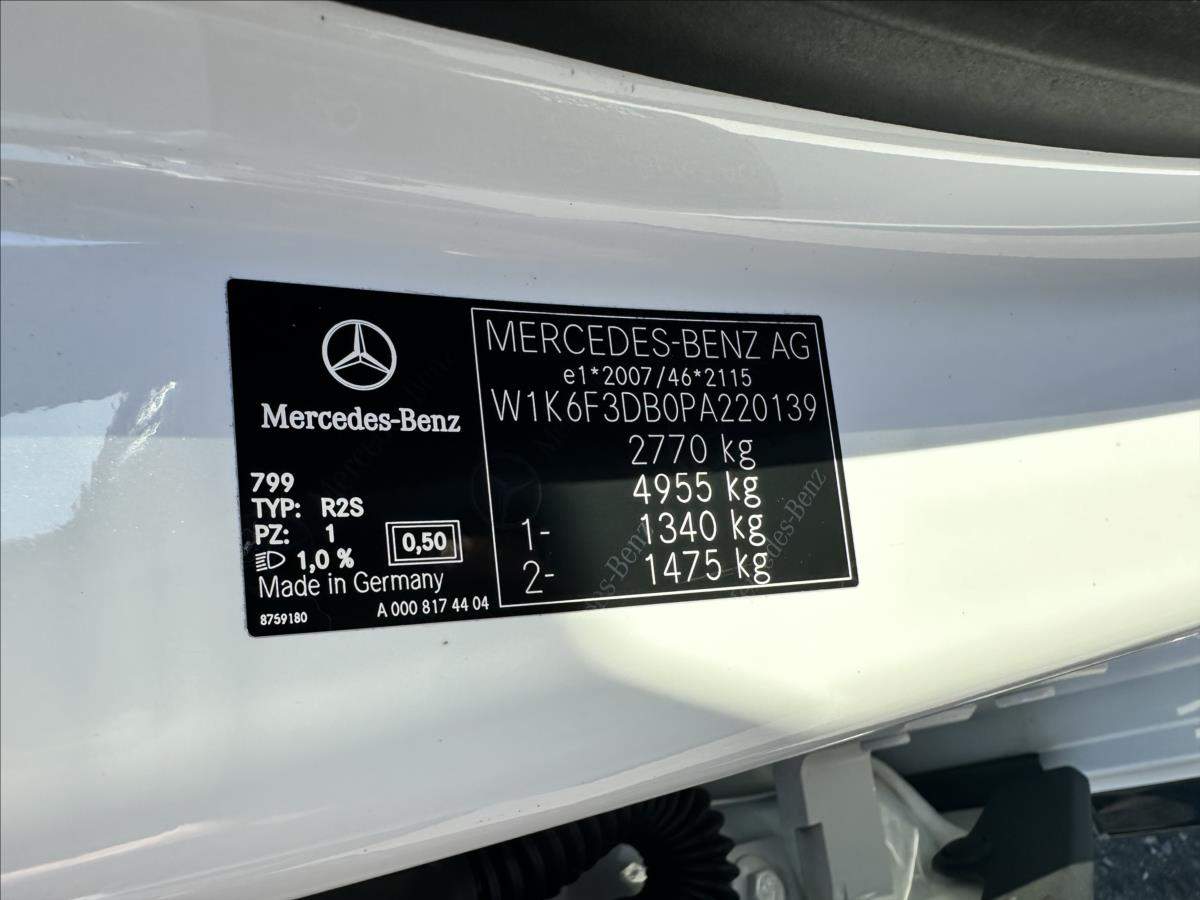 Mercedes-Benz
799
TYP: R2S
PZ: 1
1,0 %
0,50
Made in Germany
8759180
A 000 817 44 04
MERCEDES-BENZ AG
e1*2007/46*2115
W1K6F3DB0PA220139
2770 kg
4955 kg
1- 1340 kg
2- 1475 kg